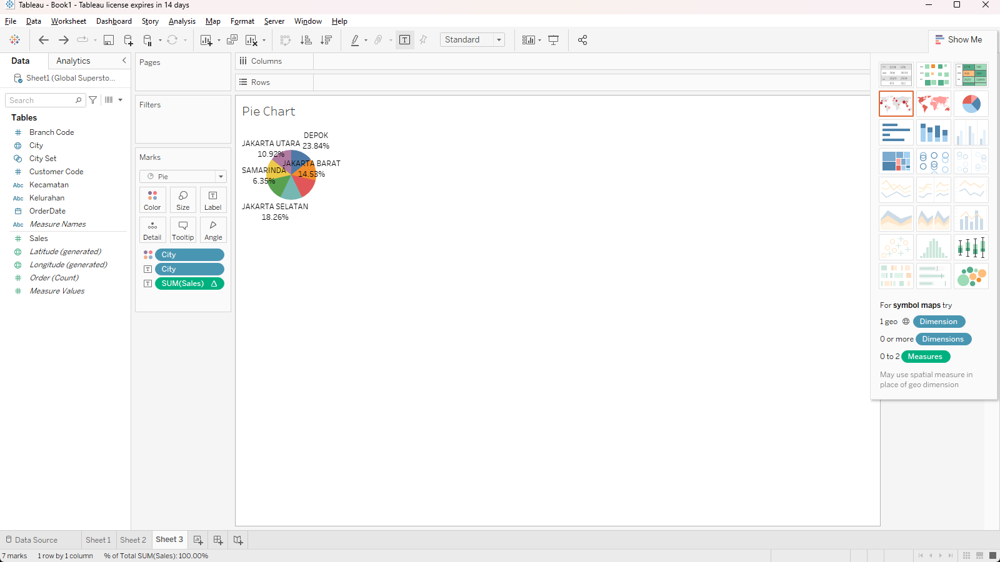 Tableau - Book1 - Tableau license expires in 14 days
File Data Worksheet Dashboard Story Analysis Map Format Server Window Help
Standard
Show Me
Data Analytics
Sheet1 (Global Supersto...
Search
Tables
Branch Code
City
City Set
Customer Code
Abc Kecamatan
Abc Kelurahan
OrderDate
Abc Measure Names
Sales
Latitude (generated)
Longitude (generated)
Order (Count)
Measure Values
Pages
Filters
Marks
Pie
Color Size Label
Detail Tooltip Angle
City
City
SUM(Sales)
Columns
Rows
Pie Chart
DEPOK
23.84%
JAKARTA UTARA
10.92%
JAKARTA BARAT
14.53%
SAMARINDA
6.35%
JAKARTA SELATAN
18.26%
For symbol maps try
1 geo Dimension
0 or more Dimensions
0 to 2 Measures
May use spatial measure in
place of geo dimension
Data Source Sheet 1 Sheet 2 Sheet 3
7 marks 1 row by 1 column % of Total SUM(Sales): 100.00%